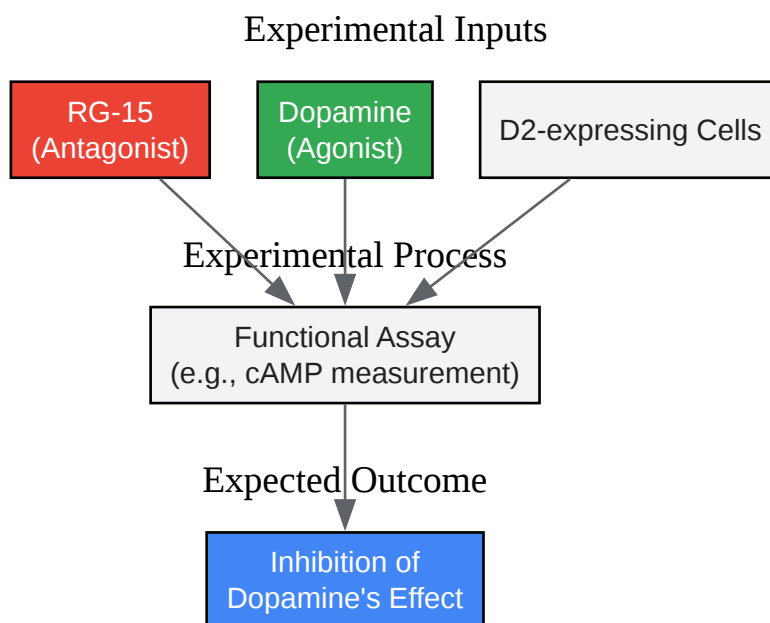 Experimental Inputs
RG-15
(Antagonist)
Dopamine
(Agonist)
D2-expressing Cells
Experimental Process
Functional Assay
(e.g., cAMP measurement)
Expected Outcome
Inhibition of
Dopamine's Effect